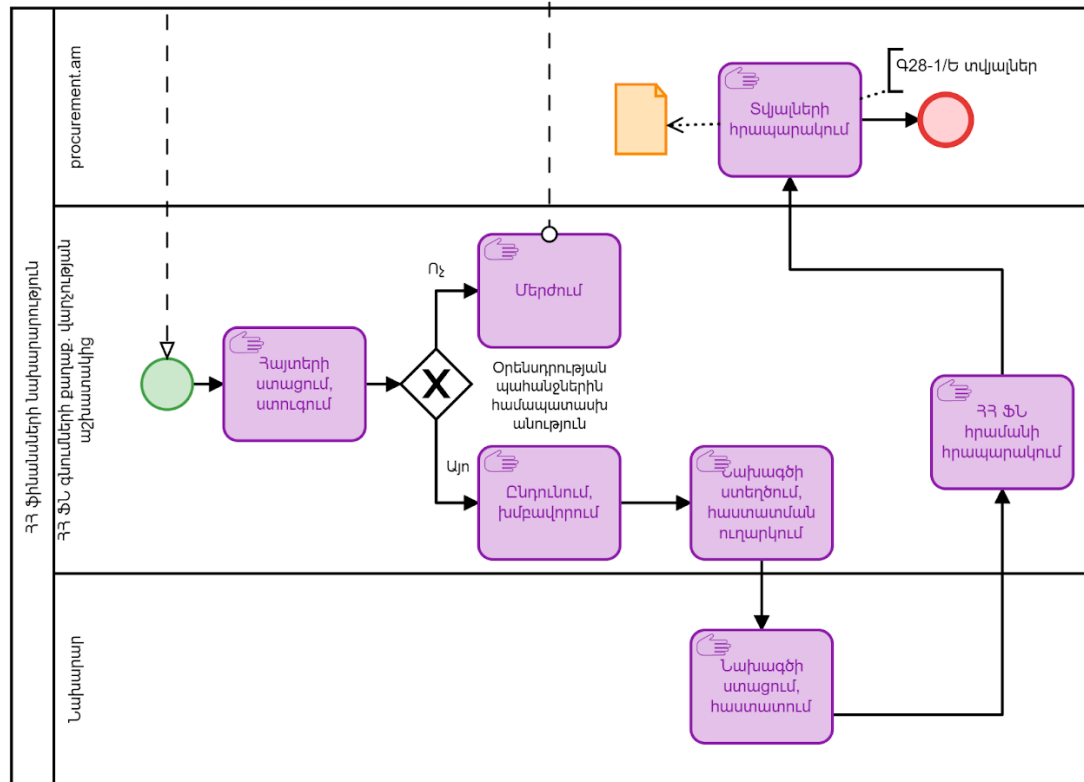 ՀՀ ֆինանսների նախարարություն
procurement.am
Տվյալների
հրապարակում
Գ28-1/Ե տվյալներ
ՀՀ ՖՆ գնումների քաղաք. վարչության
աշխատակից
Հայտերի
ստացում,
ստուգում
Ոչ
Մերժում
Օրենսդրության
պահանջներին
համապատասխ
անություն
Այո
Ընդունում,
խմբավորում
Նախագծի
ստեղծում,
հաստատման
ուղարկում
ՀՀ ՖՆ
հրամանի
հրապարակում
Նախարար
Նախագծի
ստացում,
հաստատում